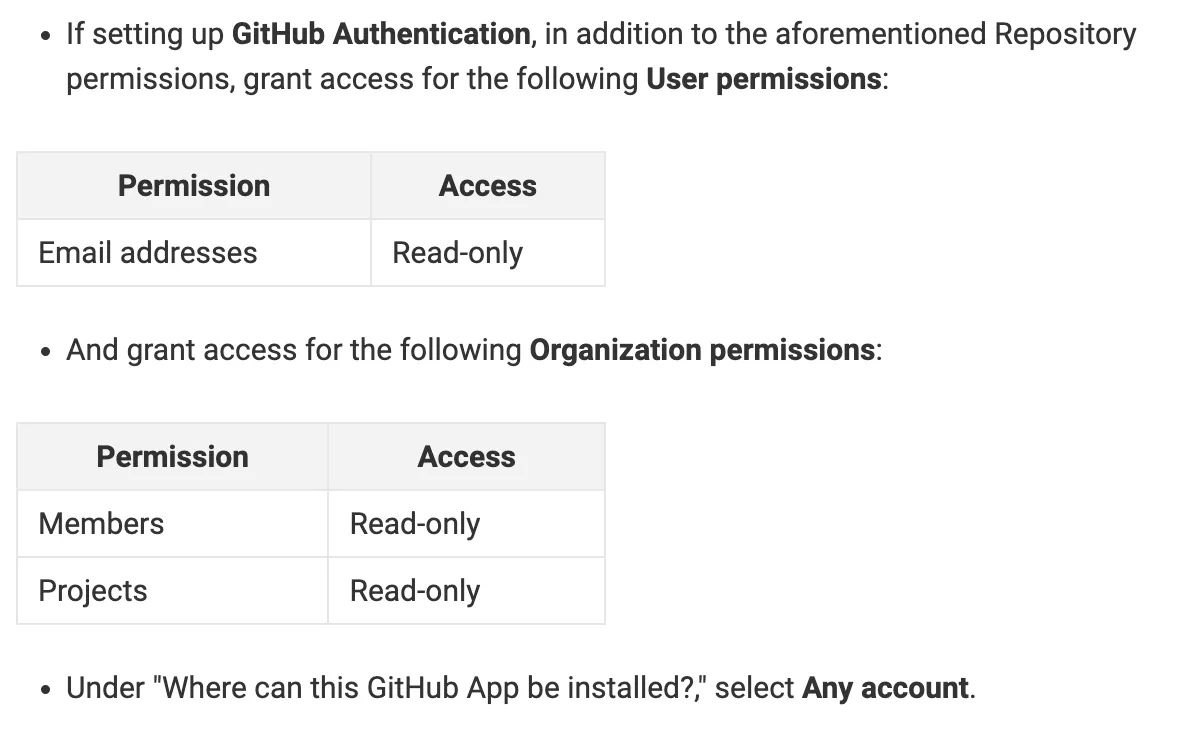 If setting up GitHub Authentication, in addition to the aforementioned Repository
permissions, grant access for the following User permissions:
Permission Access
Email addresses Read-only
And grant access for the following Organization permissions:
Permission Access
Members Read-only
Projects Read-only
Under "Where can this GitHub App be installed?," select Any account.